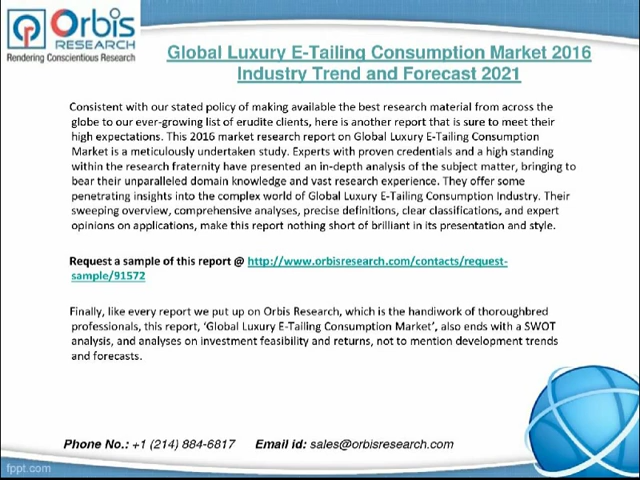 Orbis
RESEARCH
Rendering Conscientious Research
Global Luxury E-Tailing Consumption Market 2016
Industry Trend and Forecast 2021
Consistent with our stated policy of making available the best research material from across the
globe to our ever-growing list of erudite clients, here is another report that is sure to meet their
high expectations. This 2016 market research report on Global Luxury E-Tailing Consumption
Market is a meticulously undertaken study. Experts with proven credentials and a high standing
within the research fraternity have presented an in-depth analysis of the subject matter, bringing to
bear their unparalleled domain knowledge and vast research experience. They offer some
penetrating insights into the complex world of Global Luxury E-Tailing Consumption Industry. Their
sweeping overview, comprehensive analyses, precise definitions, clear classifications, and expert
opinions on applications, make this report nothing short of brilliant in its presentation and style.
Request a sample of this report @ http://www.orbisresearch.com/contacts/request-
sample/91572
Finally, like every report we put up on Orbis Research, which is the handiwork of thoroughbred
professionals, this report, ‘Global Luxury E-Tailing Consumption Market’, also ends with a SWOT
analysis, and analyses on investment feasibility and returns, not to mention development trends
and forecasts.
Phone No.: +1 (214) 884-6817 Email id: sales@orbisresearch.com
fppt.com